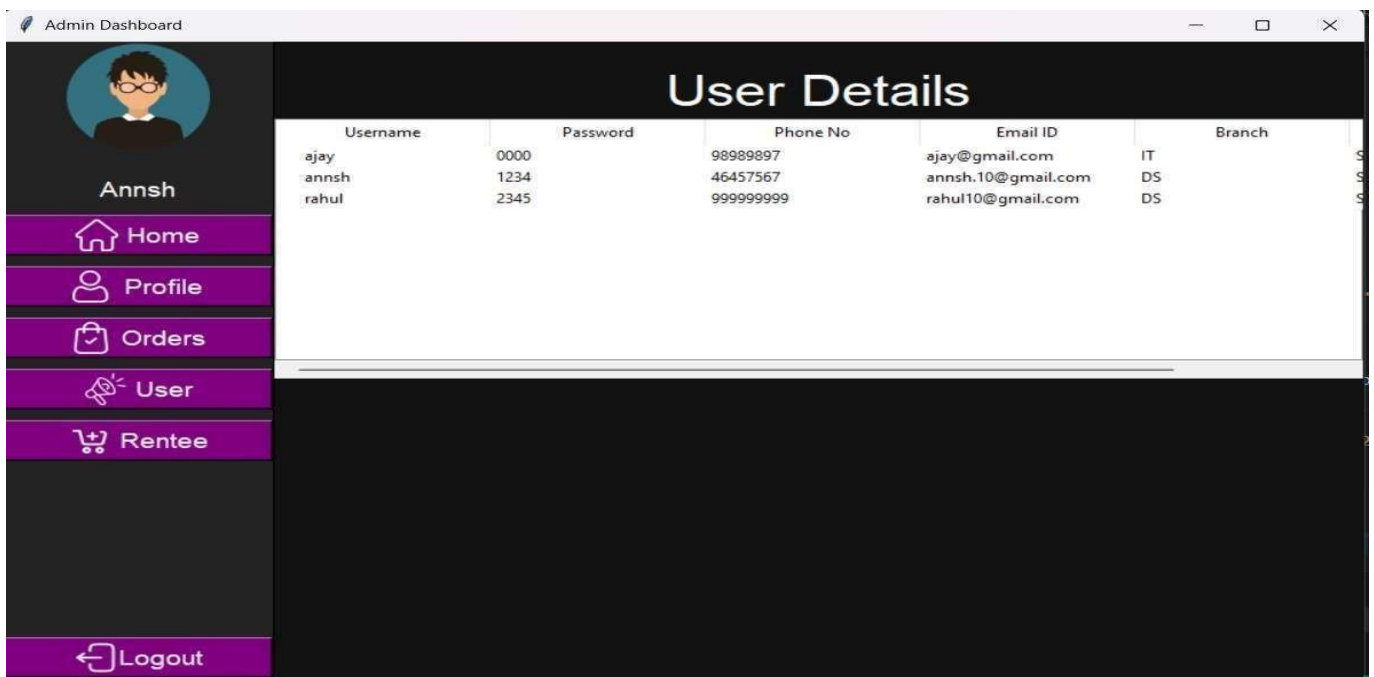 Admin Dashboard
User Details
Annsh
Home
Profile
Orders
User
Rentee
Logout
Username Password Phone No Email ID Branch
ajay 0000 98989897 ajay@gmail.com IT S
annsh 1234 46457567 annsh.10@gmail.com DS S
rahul 2345 999999999 rahul10@gmail.com DS S